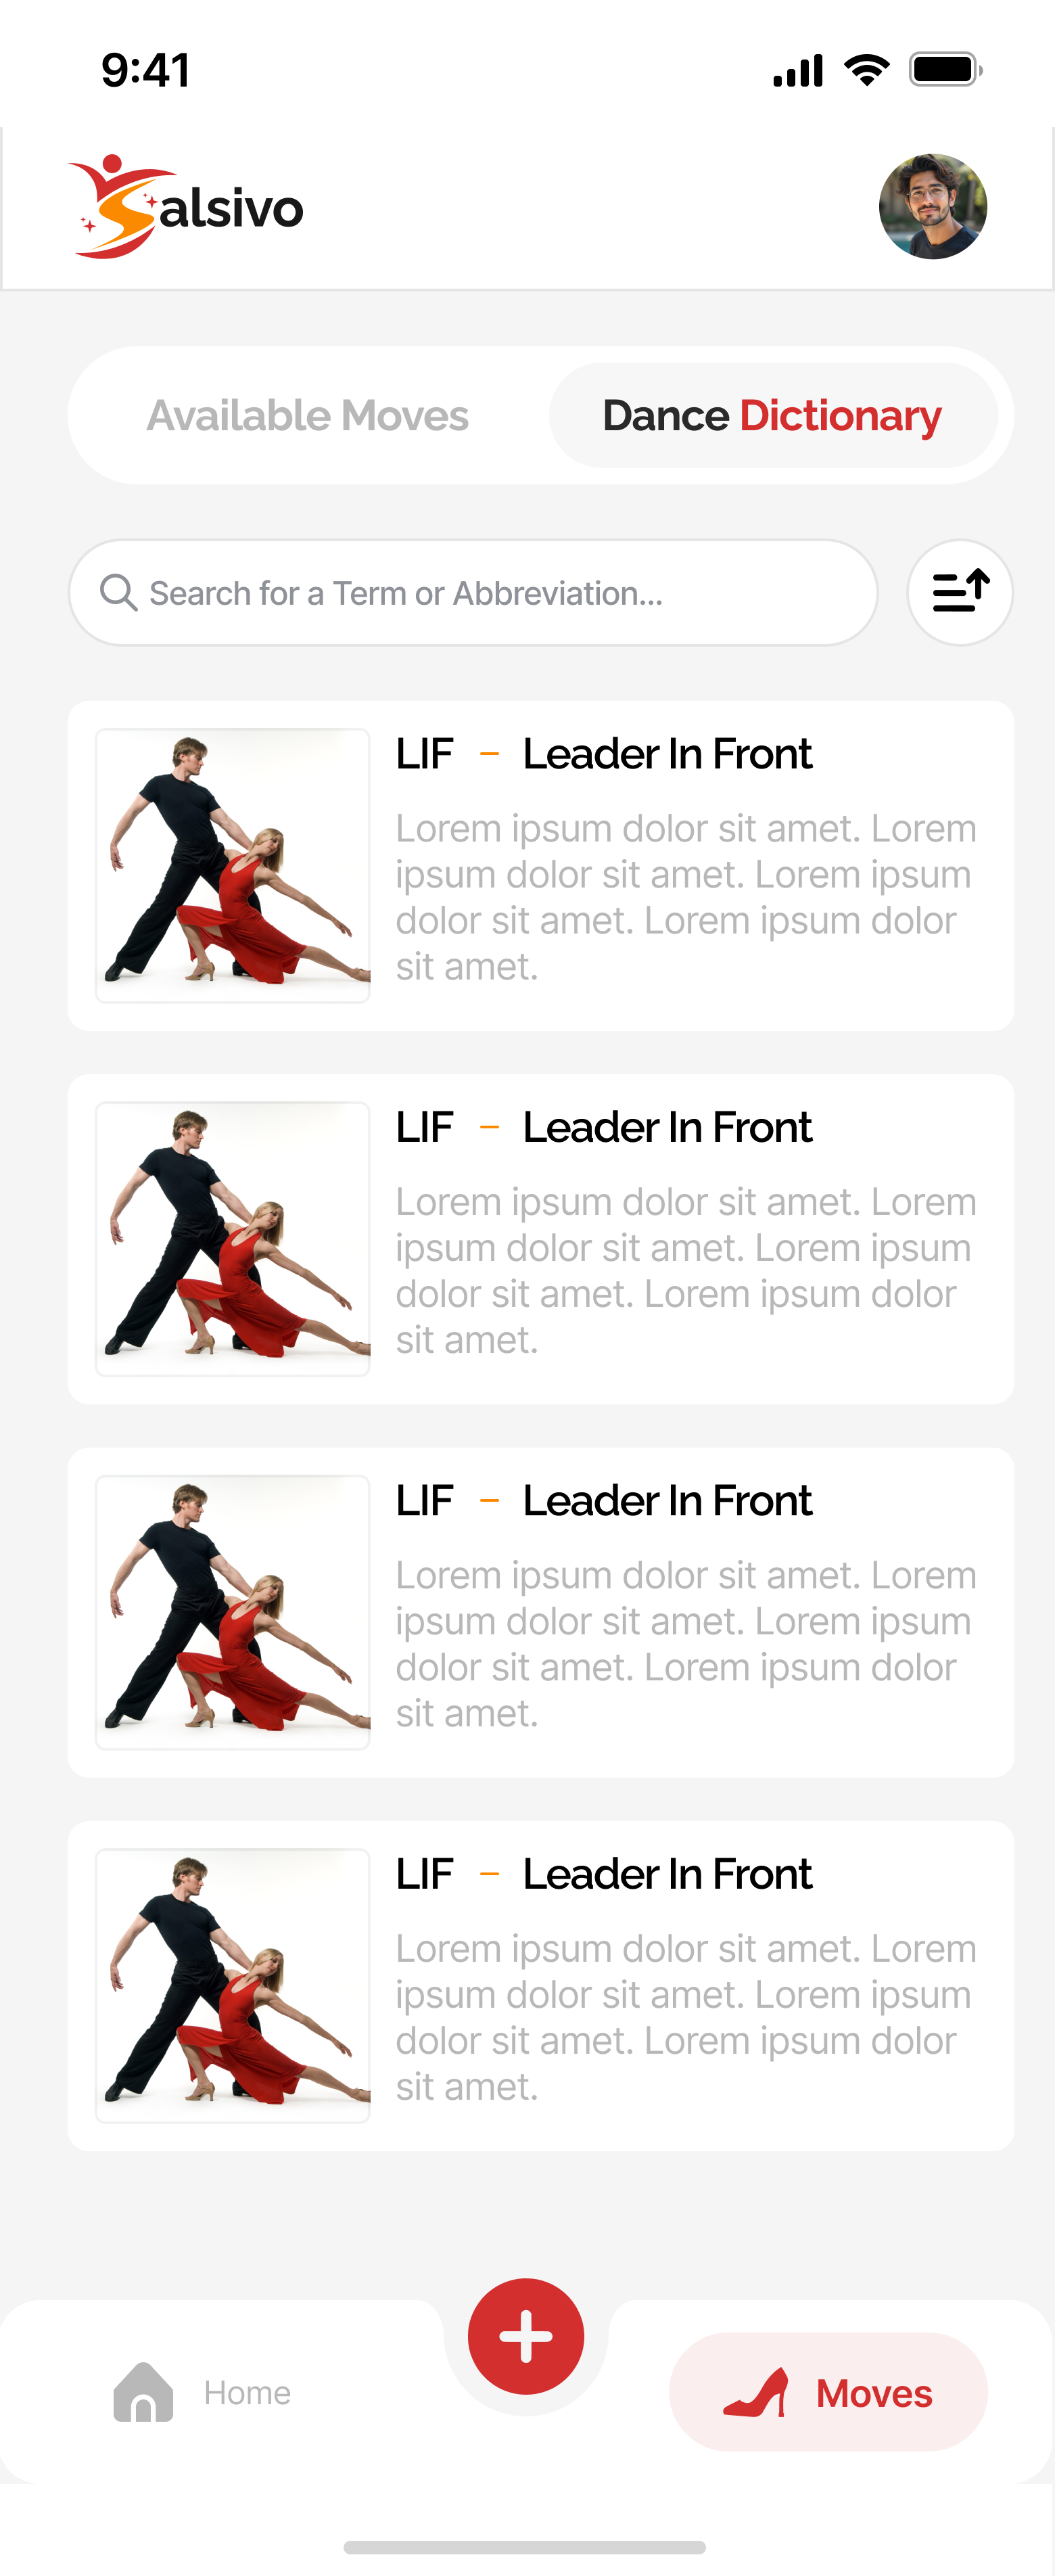 9:41
Salsivo
Available Moves
Dance Dictionary
Search for a Term or Abbreviation...
LIF – Leader In Front
Lorem ipsum dolor sit amet. Lorem
ipsum dolor sit amet. Lorem ipsum
dolor sit amet. Lorem ipsum dolor
sit amet.
LIF – Leader In Front
Lorem ipsum dolor sit amet. Lorem
ipsum dolor sit amet. Lorem ipsum
dolor sit amet. Lorem ipsum dolor
sit amet.
LIF – Leader In Front
Lorem ipsum dolor sit amet. Lorem
ipsum dolor sit amet. Lorem ipsum
dolor sit amet. Lorem ipsum dolor
sit amet.
LIF – Leader In Front
Lorem ipsum dolor sit amet. Lorem
ipsum dolor sit amet. Lorem ipsum
dolor sit amet. Lorem ipsum dolor
sit amet.
Home
Moves